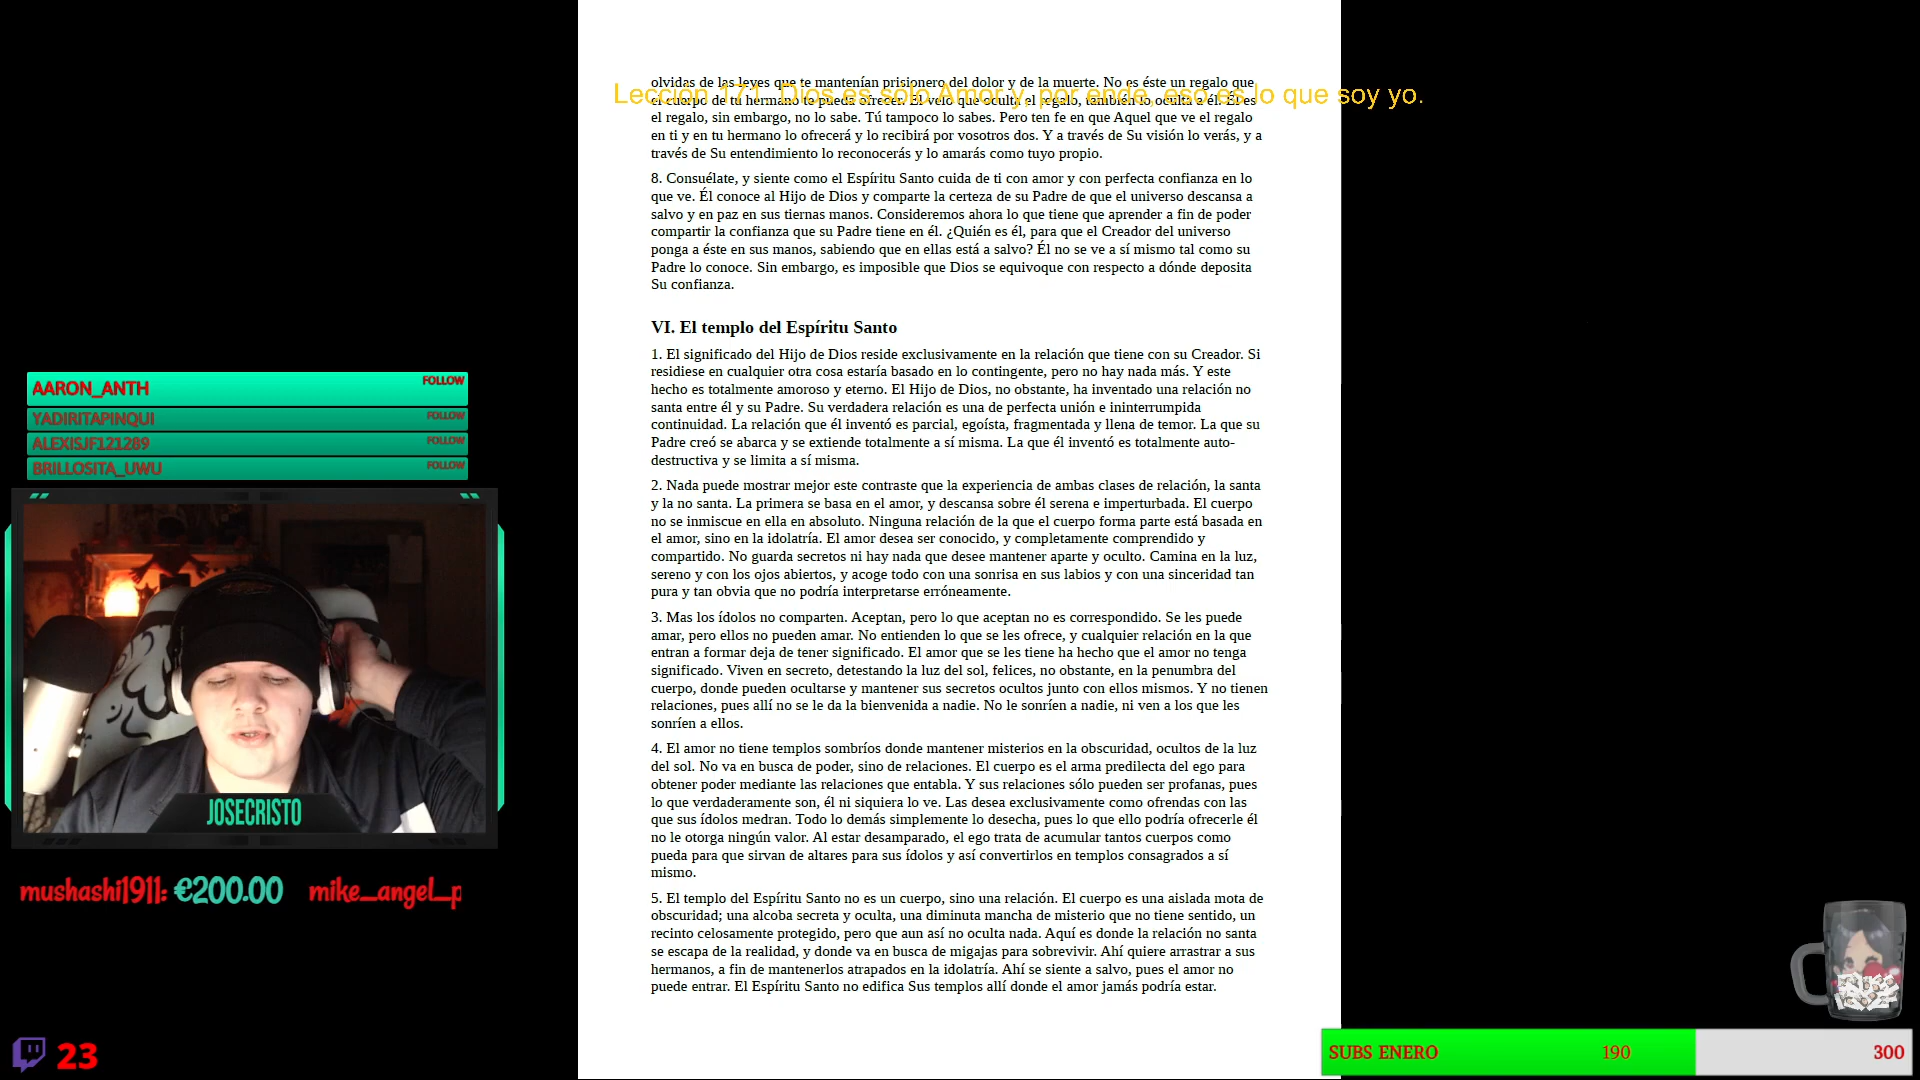 olvidas de las leyes que te mantenían prisionero del dolor y de la muerte. No es éste un regalo que
Lección 171. Dios es sólo Amor y, por ende, eso es lo que soy yo.
el cuerpo de tu hermano te pueda ofrecer. El velo que oculta el regalo, también lo oculta a él. Él es
el regalo, sin embargo, no lo sabe. Tú tampoco lo sabes. Pero ten fe en que Aquel que ve el regalo
en ti y en tu hermano lo ofrecerá y lo recibirá por vosotros dos. Y a través de Su visión lo verás, y a
través de Su entendimiento lo reconocerás y lo amarás como tuyo propio.
8. Consuélate, y siente como el Espíritu Santo cuida de ti con amor y con perfecta confianza en lo
que ve. Él conoce al Hijo de Dios y comparte la certeza de su Padre de que el universo descansa a
salvo y en paz en sus tiernas manos. Consideremos ahora lo que tiene que aprender a fin de poder
compartir la confianza que su Padre tiene en él. ¿Quién es él, para que el Creador del universo
ponga a éste en sus manos, sabiendo que en ellas está a salvo? Él no se ve a sí mismo tal como su
Padre lo conoce. Sin embargo, es imposible que Dios se equivoque con respecto a dónde deposita
Su confianza.
VI. El templo del Espíritu Santo
1. El significado del Hijo de Dios reside exclusivamente en la relación que tiene con su Creador. Si
residiese en cualquier otra cosa estaría basado en lo contingente, pero no hay nada más. Y este
hecho es totalmente amoroso y eterno. El Hijo de Dios, no obstante, ha inventado una relación no
santa entre él y su Padre. Su verdadera relación es una de perfecta unión e ininterrumpida
continuidad. La relación que él inventó es parcial, egoísta, fragmentada y llena de temor. La que su
Padre creó se abarca y se extiende totalmente a sí misma. La que él inventó es totalmente auto-
destructiva y se limita a sí misma.
2. Nada puede mostrar mejor este contraste que la experiencia de ambas clases de relación, la santa
y la no santa. La primera se basa en el amor, y descansa sobre él serena e imperturbada. El cuerpo
no se inmiscue en ella en absoluto. Ninguna relación de la que el cuerpo forma parte está basada en
el amor, sino en la idolatría. El amor desea ser conocido, y completamente comprendido y
compartido. No guarda secretos ni hay nada que desee mantener aparte y oculto. Camina en la luz,
sereno y con los ojos abiertos, y acoge todo con una sonrisa en sus labios y con una sinceridad tan
pura y tan obvia que no podría interpretarse erróneamente.
3. Mas los ídolos no comparten. Aceptan, pero lo que aceptan no es correspondido. Se les puede
amar, pero ellos no pueden amar. No entienden lo que se les ofrece, y cualquier relación en la que
entran a formar deja de tener significado. El amor que se les tiene ha hecho que el amor no tenga
significado. Viven en secreto, detestando la luz del sol, felices, no obstante, en la penumbra del
cuerpo, donde pueden ocultarse y mantener sus secretos ocultos junto con ellos mismos. Y no tienen
relaciones, pues allí no se le da la bienvenida a nadie. No le sonríen a nadie, ni ven a los que les
sonríen a ellos.
4. El amor no tiene templos sombríos donde mantener misterios en la obscuridad, ocultos de la luz
del sol. No va en busca de poder, sino de relaciones. El cuerpo es el arma predilecta del ego para
obtener poder mediante las relaciones que entabla. Y sus relaciones sólo pueden ser profanas, pues
lo que verdaderamente son, él ni siquiera lo ve. Las desea exclusivamente como ofrendas con las
que sus ídolos medran. Todo lo demás simplemente lo desecha, pues lo que ello podría ofrecerle él
no le otorga ningún valor. Al estar desamparado, el ego trata de acumular tantos cuerpos como
pueda para que sirvan de altares para sus ídolos y así convertirlos en templos consagrados a sí
mismo.
5. El templo del Espíritu Santo no es un cuerpo, sino una relación. El cuerpo es una aislada mota de
obscuridad; una alcoba secreta y oculta, una diminuta mancha de misterio que no tiene sentido, un
recinto celosamente protegido, pero que aun así no oculta nada. Aquí es donde la relación no santa
se escapa de la realidad, y donde va en busca de migajas para sobrevivir. Ahí quiere arrastrar a sus
hermanos, a fin de mantenerlos atrapados en la idolatría. Ahí se siente a salvo, pues el amor no
puede entrar. El Espíritu Santo no edifica Sus templos allí donde el amor jamás podría estar.
AARON_ANTH FOLLOW
YADIRITAPINQUI FOLLOW
ALEXISJF121289 FOLLOW
BRILLOSITA_UWU FOLLOW
JOSECRISTO
mushashi1911: €200.00 mike_angel_p
23
SUBS ENERO 190 300